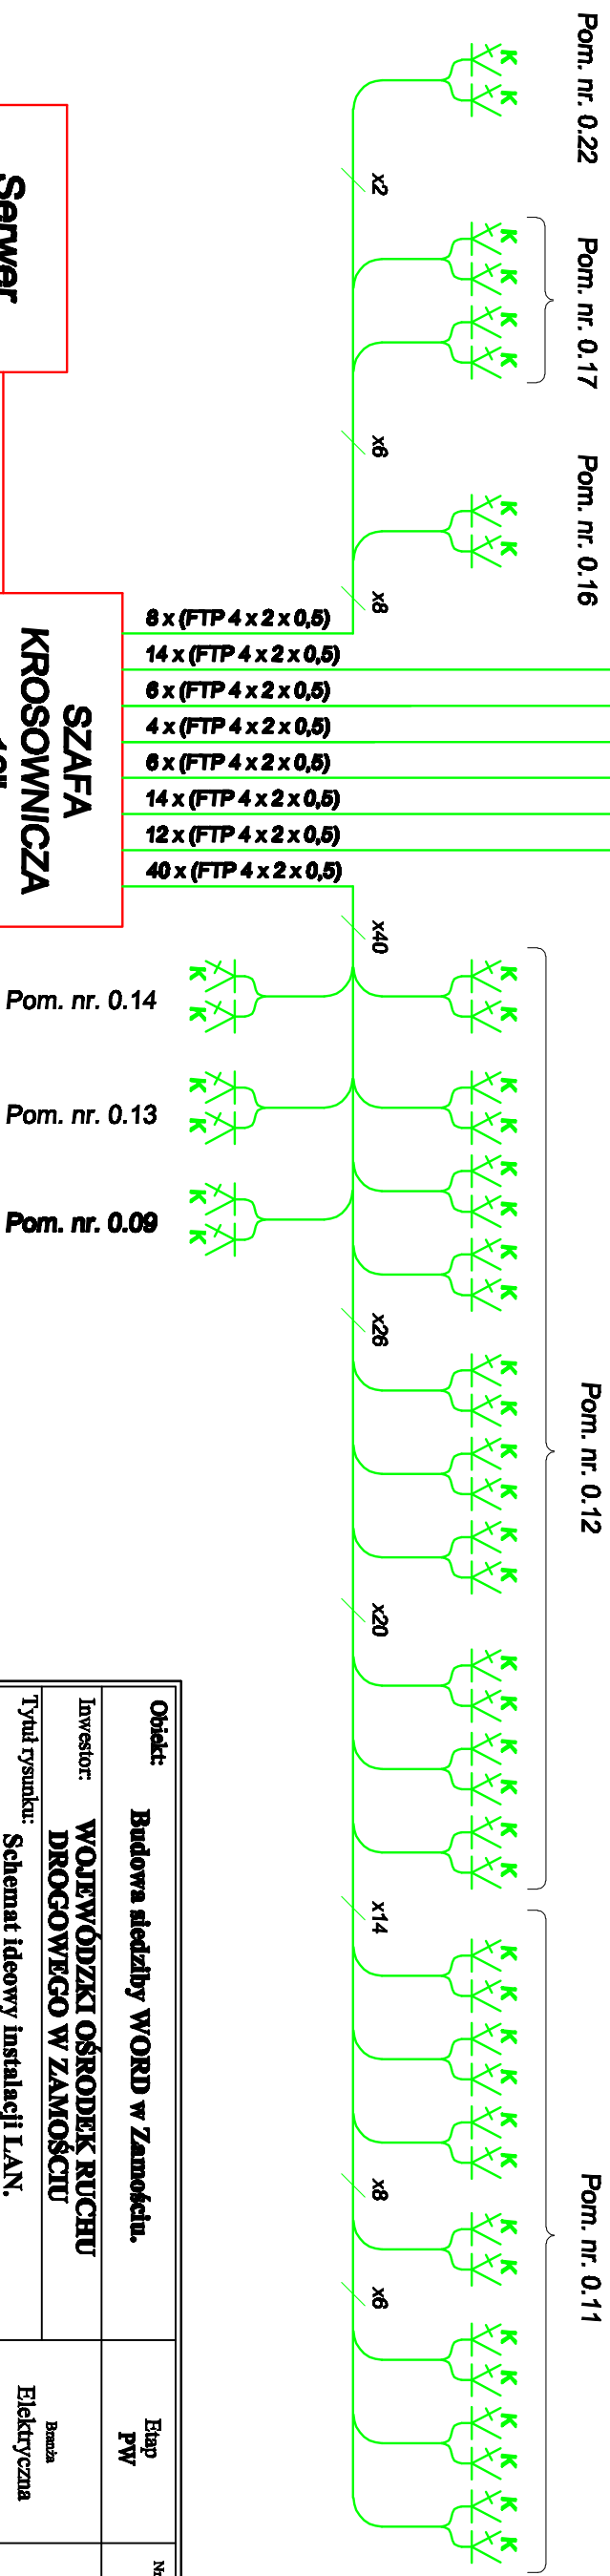 Pom. nr. 0.22
Pom. nr. 0.17
Pom. nr. 0.16
K K
K K K K
K K
x2
x6
x8
8 x (FTP 4 x 2 x 0,5)
14 x (FTP 4 x 2 x 0,5)
6 x (FTP 4 x 2 x 0,5)
4 x (FTP 4 x 2 x 0,5)
6 x (FTP 4 x 2 x 0,5)
14 x (FTP 4 x 2 x 0,5)
12 x (FTP 4 x 2 x 0,5)
40 x (FTP 4 x 2 x 0,5)
Serwer
SZAFA
KROSOWNICZA
Pom. nr. 0.12
Pom. nr. 0.11
K K K K K K K K K K K K K K K K K K K K
K K K K K K K K K K K K K K
x40
x26
x20
x14
x8
x6
K K
Pom. nr. 0.14
K K
Pom. nr. 0.13
K K
Pom. nr. 0.09
Obiekt: Budowa siedziby WORD w Zamościu.
Etap
PW
Inwestor: WOJEWÓDZKI OŚRODEK RUCHU
DROGOWEGO W ZAMOŚCIU
Tytuł rysunku: Schemat ideowy instalacji LAN.
Branża
Elektryczna